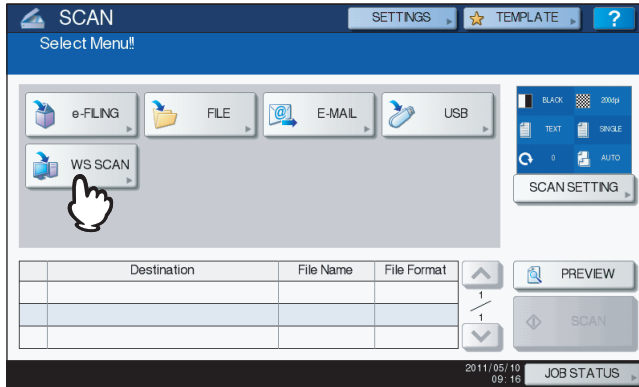 SCAN SETTINGS TEMPLATE ?
Select Menu!!
e-FILING FILE E-MAIL USB
WS SCAN
BLACK 200dpi
TEXT SINGLE
0 AUTO
SCAN SETTING
Destination File Name File Format
1
1
PREVIEW
SCAN
2011/05/10
09:16
JOB STATUS